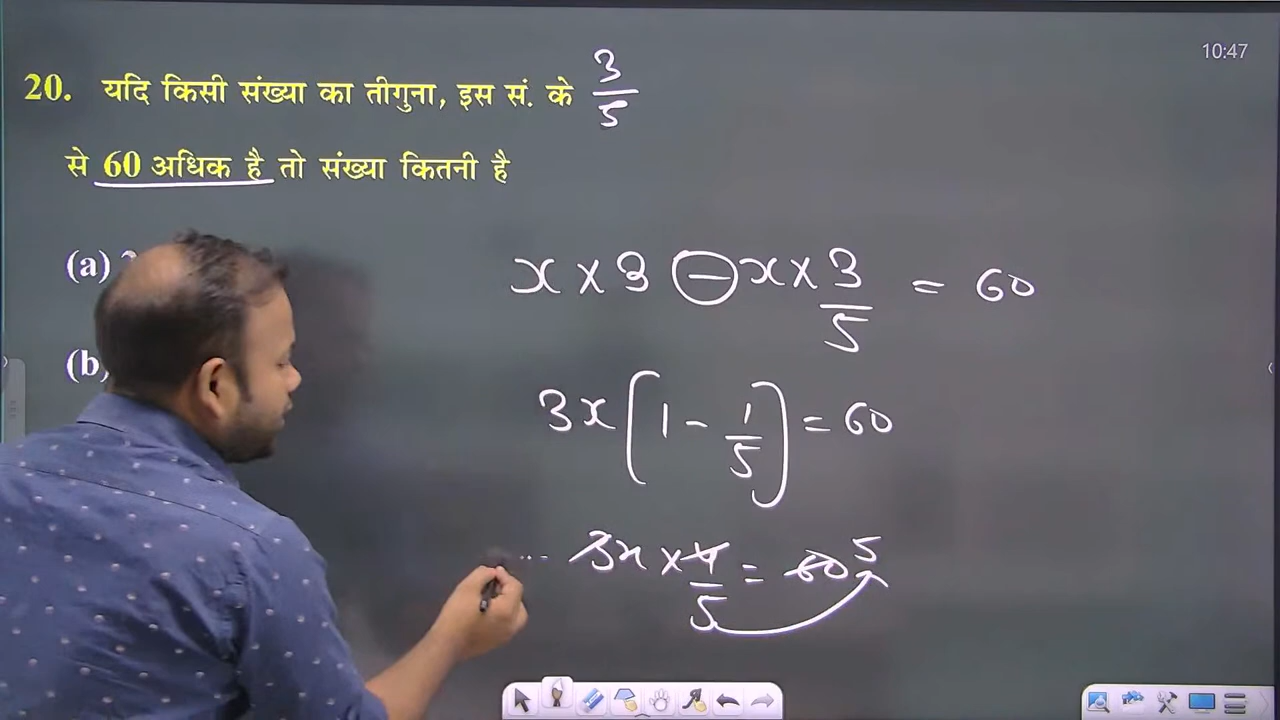 10:47
20. यदि किसी संख्या का तीगुना, इस सं. के 3/5
से 60 अधिक है तो संख्या कितनी है
(a)
(b)
x × 3 − x × 3/5 = 60
3x [1 − 1/5] = 60
3x × 4/5 = 60 5